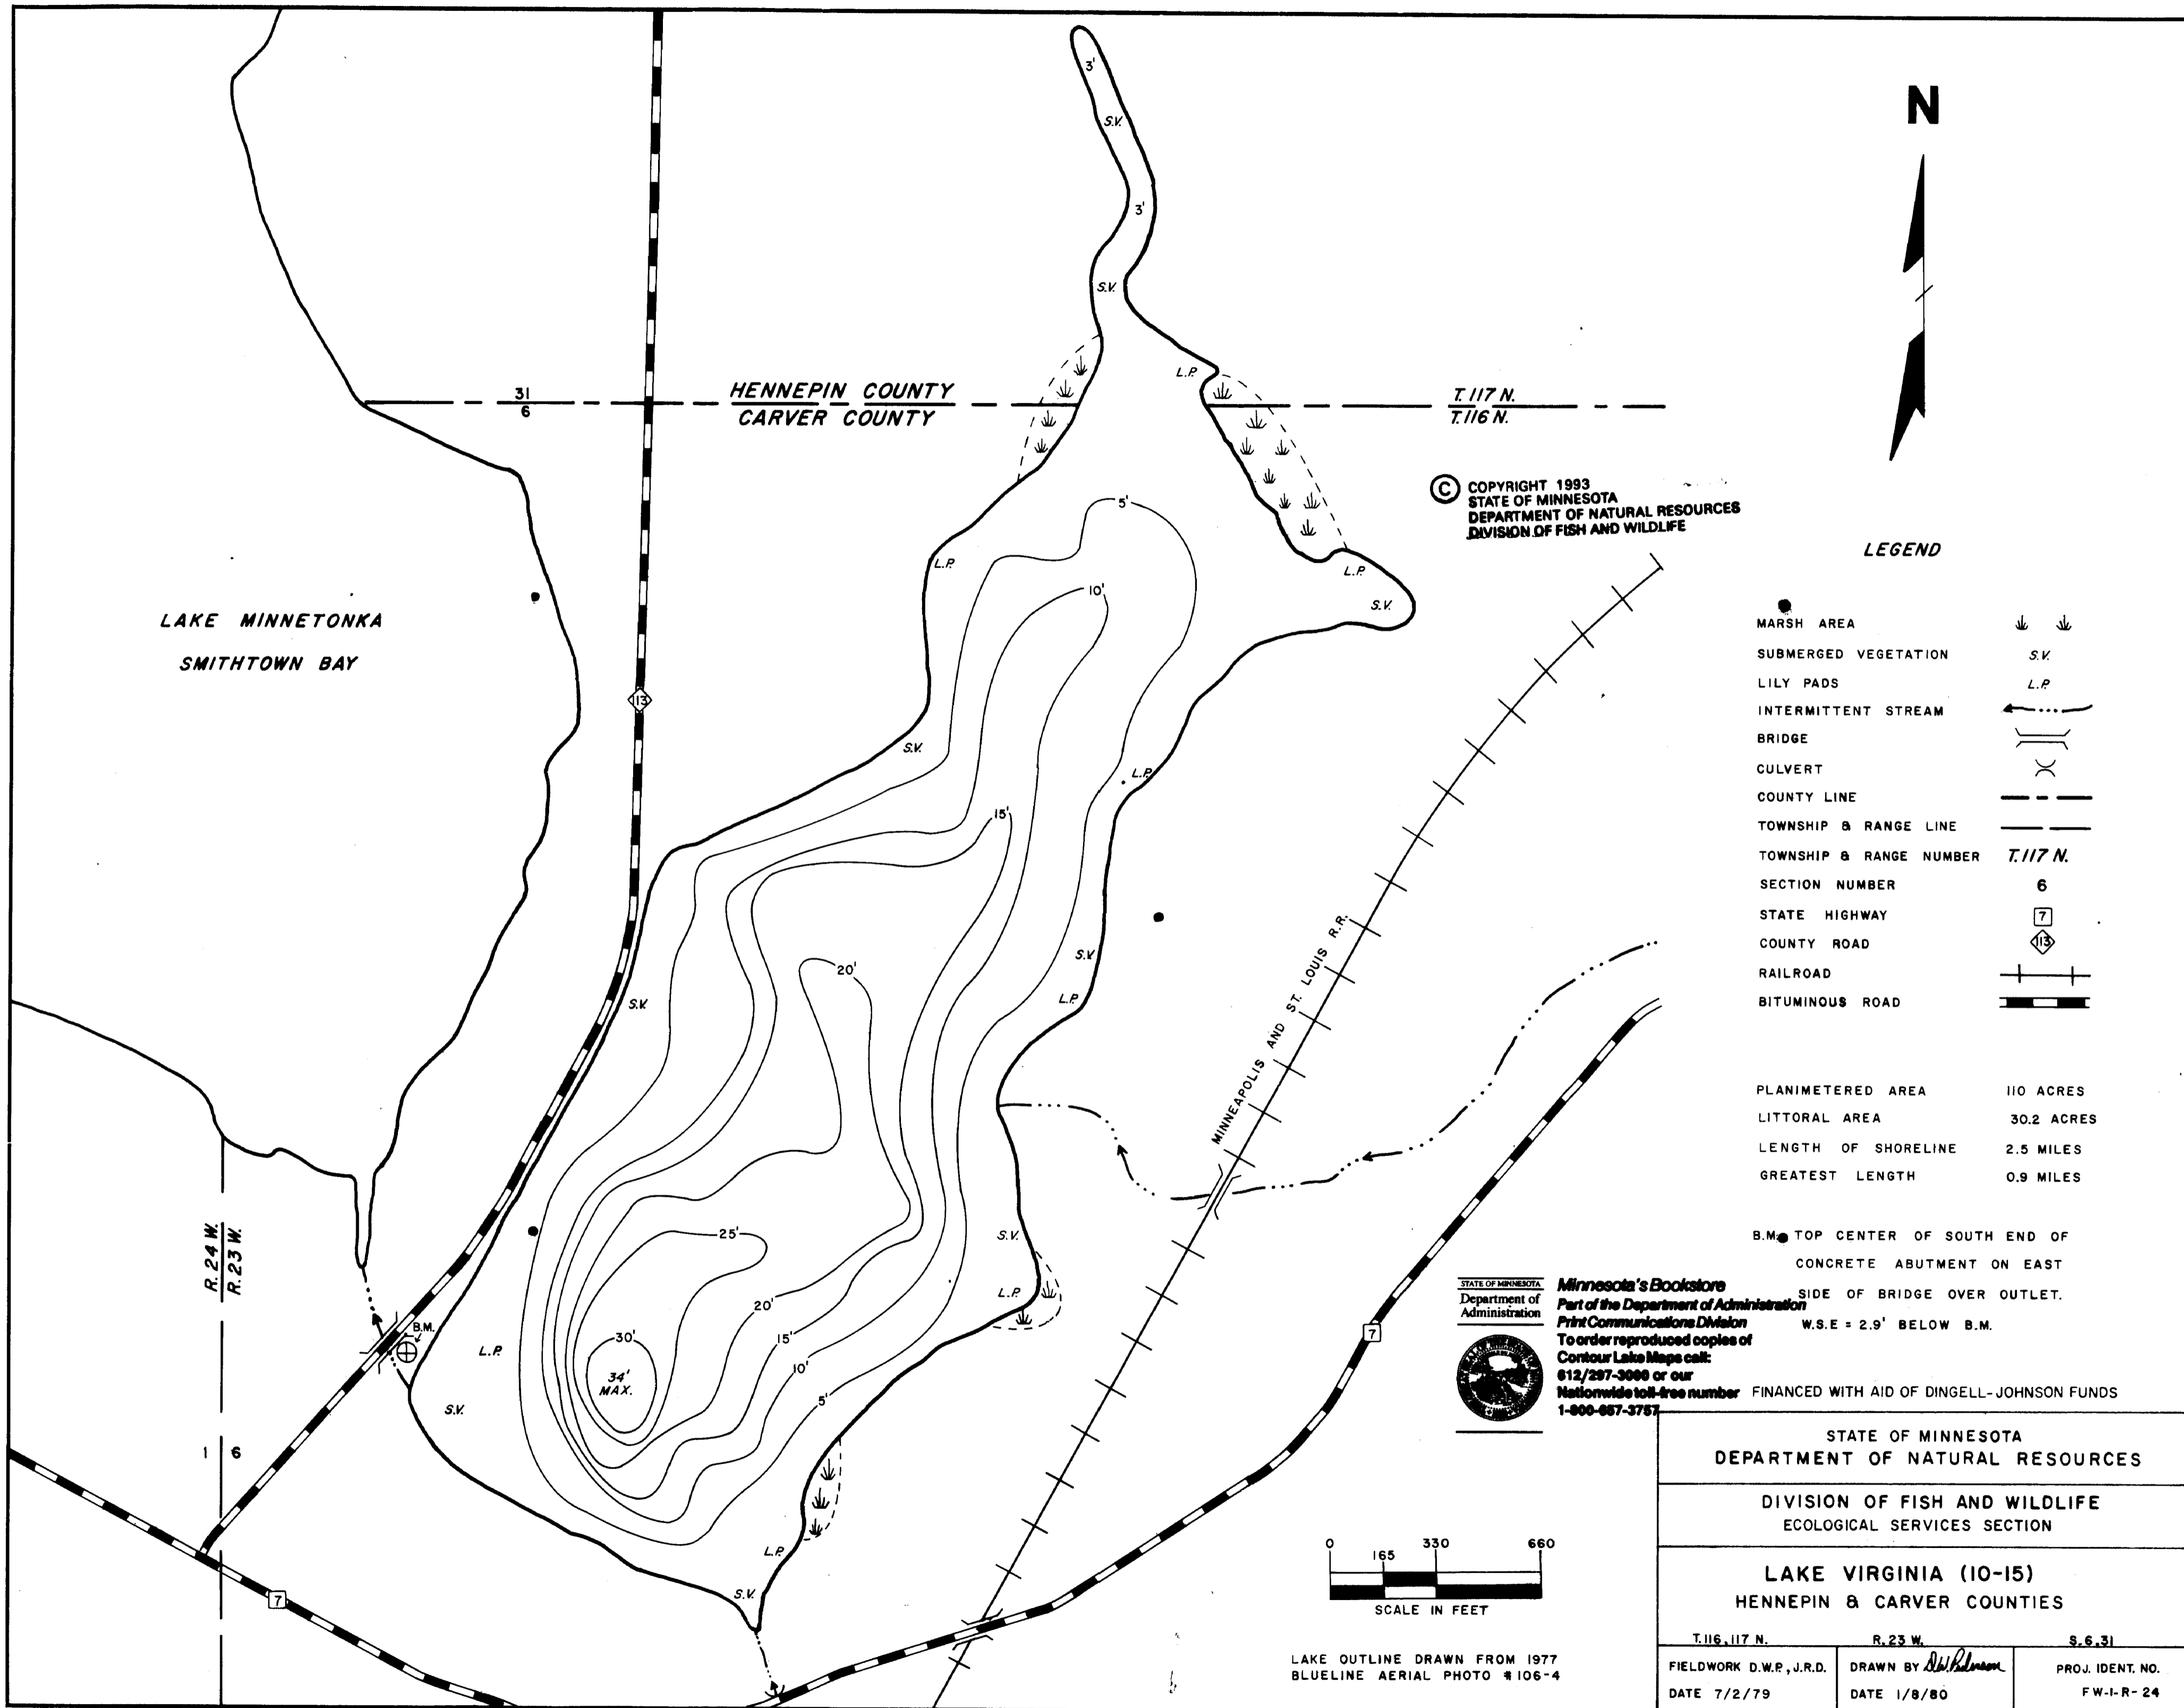 N
3'
S.V.
3'
S.V.
L.P.
31
6
HENNEPIN COUNTY
CARVER COUNTY
T. 117 N.
T. 116 N.
© COPYRIGHT 1993
STATE OF MINNESOTA
DEPARTMENT OF NATURAL RESOURCES
DIVISION OF FISH AND WILDLIFE
LAKE MINNETONKA
SMITHTOWN BAY
113
5'
L.P.
L.P.
10'
S.V.
S.V.
L.P.
15'
S.V.
20'
S.V.
L.P.
MINNEAPOLIS AND ST. LOUIS R.R.
R. 24 W.
R. 23 W.
25'
S.V.
L.P.
20'
15'
10'
5'
30'
34'
MAX.
B.M.
L.P.
S.V.
1
6
7
L.P.
S.V.
7
LEGEND
MARSH AREA
SUBMERGED VEGETATION S.V.
LILY PADS L.P.
INTERMITTENT STREAM
BRIDGE
CULVERT
COUNTY LINE
TOWNSHIP & RANGE LINE
TOWNSHIP & RANGE NUMBER T. 117 N.
SECTION NUMBER 6
STATE HIGHWAY 7
COUNTY ROAD 113
RAILROAD
BITUMINOUS ROAD
PLANIMETERED AREA 110 ACRES
LITTORAL AREA 30.2 ACRES
LENGTH OF SHORELINE 2.5 MILES
GREATEST LENGTH 0.9 MILES
B.M. TOP CENTER OF SOUTH END OF
CONCRETE ABUTMENT ON EAST
SIDE OF BRIDGE OVER OUTLET.
W.S.E = 2.9' BELOW B.M.
STATE OF MINNESOTA
Department of
Administration
Minnesota's Bookstore
Part of the Department of Administration
Print Communications Division
To order reproduced copies of
Contour Lake Maps call:
612/297-3000 or our
Nationwide toll-free number
1-800-657-3757
FINANCED WITH AID OF DINGELL-JOHNSON FUNDS
0 165 330 660
SCALE IN FEET
LAKE OUTLINE DRAWN FROM 1977
BLUELINE AERIAL PHOTO # 106-4
STATE OF MINNESOTA
DEPARTMENT OF NATURAL RESOURCES
DIVISION OF FISH AND WILDLIFE
ECOLOGICAL SERVICES SECTION
LAKE VIRGINIA (10-15)
HENNEPIN & CARVER COUNTIES
T. 116, 117 N. R. 23 W. S. 6, 31
FIELDWORK D.W.P., J.R.D.
DATE 7/2/79
DRAWN BY
DATE 1/8/80
PROJ. IDENT. NO.
FW-1-R-24